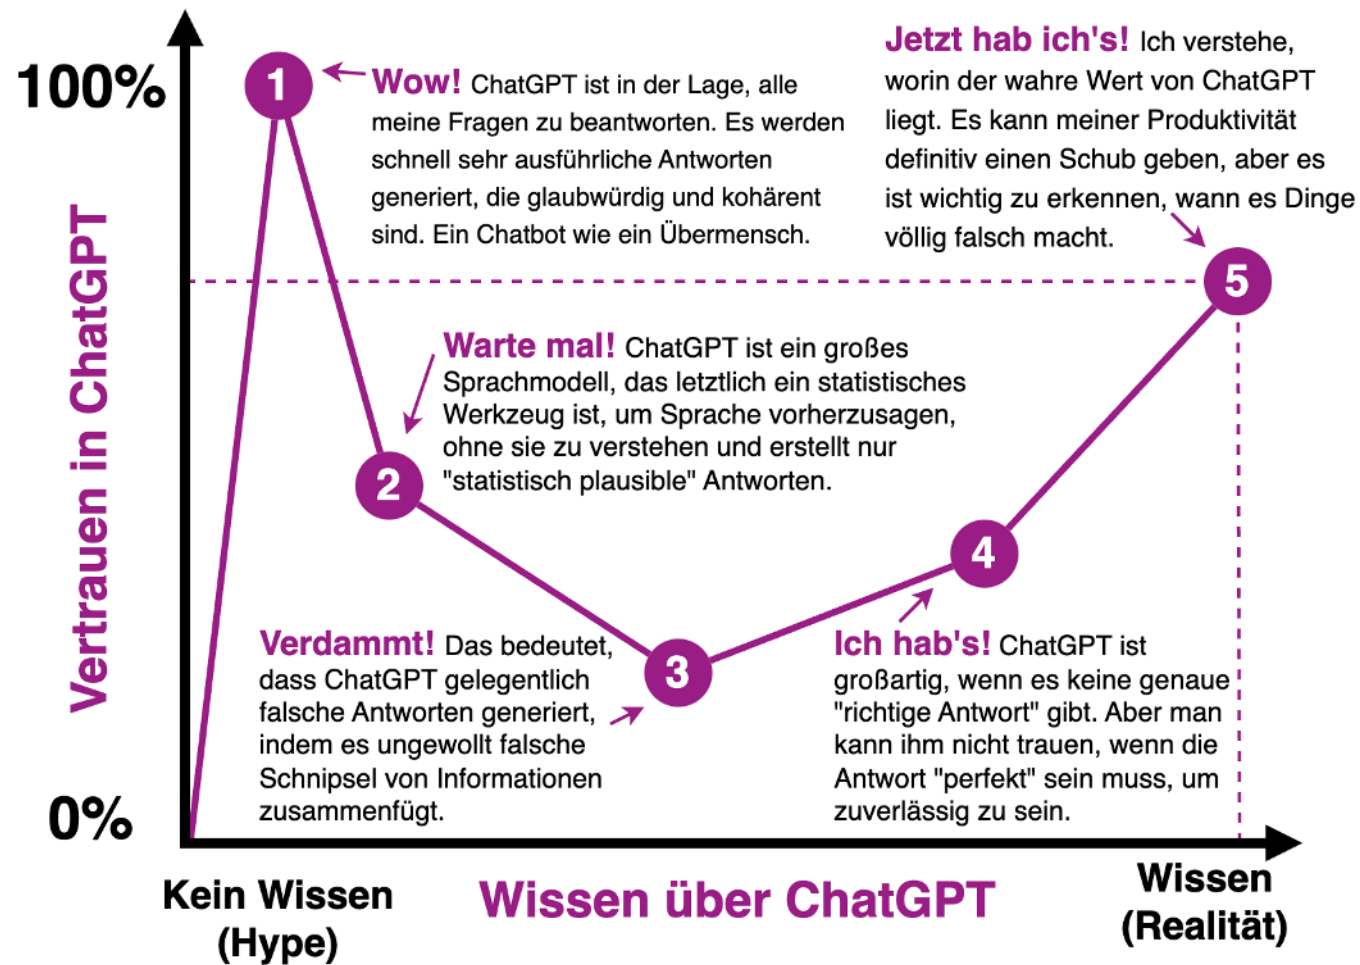 100%
Vertrauen in ChatGPT
0%
1
Wow! ChatGPT ist in der Lage, alle
meine Fragen zu beantworten. Es werden
schnell sehr ausführliche Antworten
generiert, die glaubwürdig und kohärent
sind. Ein Chatbot wie ein Übermensch.
Jetzt hab ich's! Ich verstehe,
worin der wahre Wert von ChatGPT
liegt. Es kann meiner Produktivität
definitiv einen Schub geben, aber es
ist wichtig zu erkennen, wann es Dinge
völlig falsch macht.
5
Warte mal! ChatGPT ist ein großes
Sprachmodell, das letztlich ein statistisches
Werkzeug ist, um Sprache vorherzusagen,
ohne sie zu verstehen und erstellt nur
"statistisch plausible" Antworten.
2
4
3
Verdammt! Das bedeutet,
dass ChatGPT gelegentlich
falsche Antworten generiert,
indem es ungewollt falsche
Schnipsel von Informationen
zusammenfügt.
Ich hab's! ChatGPT ist
großartig, wenn es keine genaue
"richtige Antwort" gibt. Aber man
kann ihm nicht trauen, wenn die
Antwort "perfekt" sein muss, um
zuverlässig zu sein.
Kein Wissen
(Hype)
Wissen über ChatGPT
Wissen
(Realität)